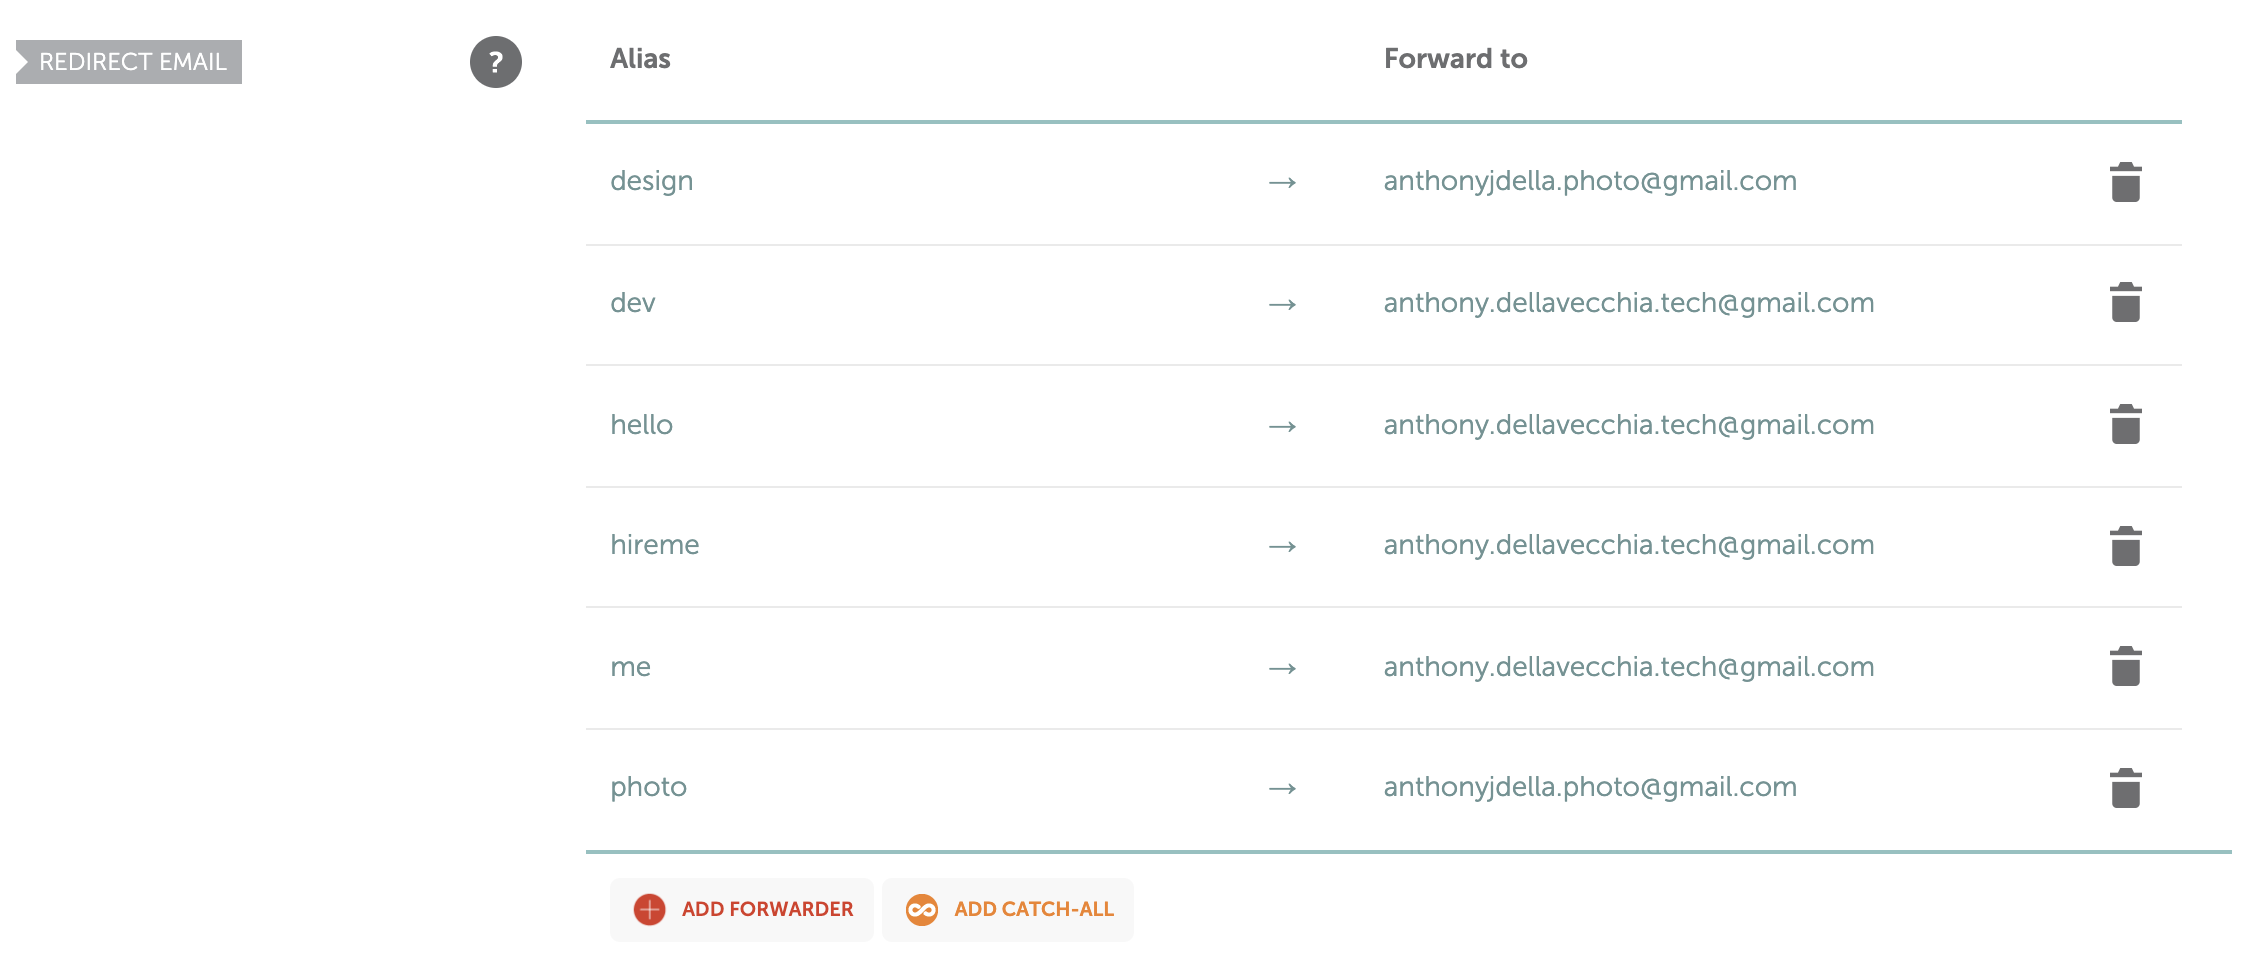 REDIRECT EMAIL
?
Alias Forward to
design → anthonyjdella.photo@gmail.com
dev → anthony.dellavecchia.tech@gmail.com
hello → anthony.dellavecchia.tech@gmail.com
hireme → anthony.dellavecchia.tech@gmail.com
me → anthony.dellavecchia.tech@gmail.com
photo → anthonyjdella.photo@gmail.com
ADD FORWARDER ADD CATCH-ALL